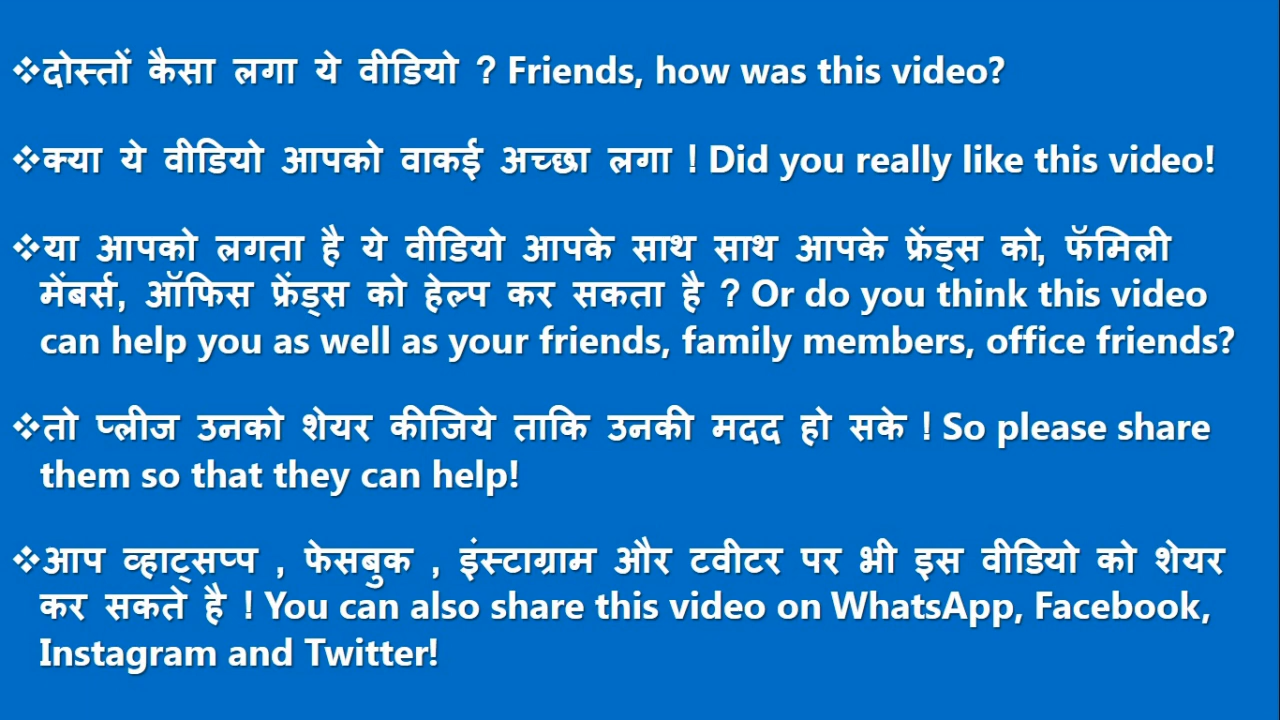 ❖दोस्तों कैसा लगा ये वीडियो ? Friends, how was this video?
❖क्या ये वीडियो आपको वाकई अच्छा लगा ! Did you really like this video!
❖या आपको लगता है ये वीडियो आपके साथ साथ आपके फ्रेंड्स को, फॅमिली
मेंबर्स, ऑफिस फ्रेंड्स को हेल्प कर सकता है ? Or do you think this video
can help you as well as your friends, family members, office friends?
❖तो प्लीज उनको शेयर कीजिये ताकि उनकी मदद हो सके ! So please share
them so that they can help!
❖आप व्हाट्सप्प , फेसबुक , इंस्टाग्राम और टवीटर पर भी इस वीडियो को शेयर
कर सकते है ! You can also share this video on WhatsApp, Facebook,
Instagram and Twitter!